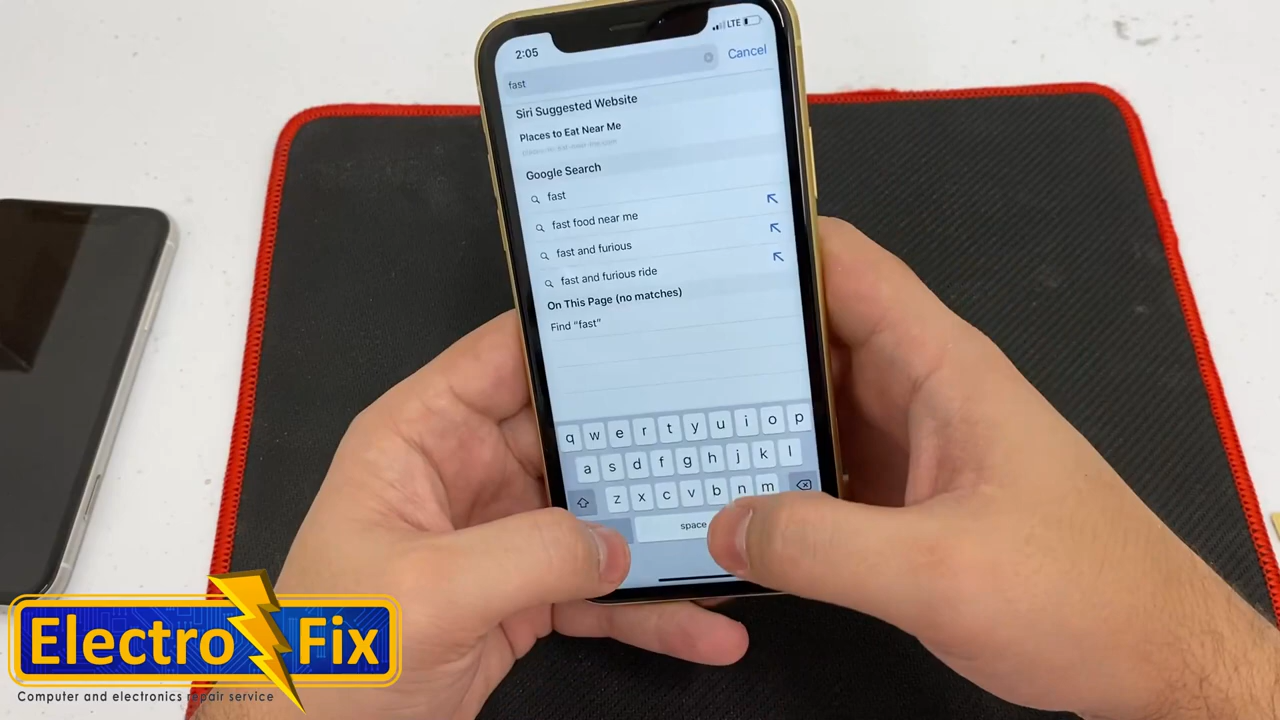 2:05
LTE
fast
Cancel
Siri Suggested Website
Places to Eat Near Me
Google Search
fast
fast food near me
fast and furious
fast and furious ride
On This Page (no matches)
Find "fast"
q w e r t y u i o p
a s d f g h j k l
z x c v b n m
space
Electro Fix
Computer and electronics repair service